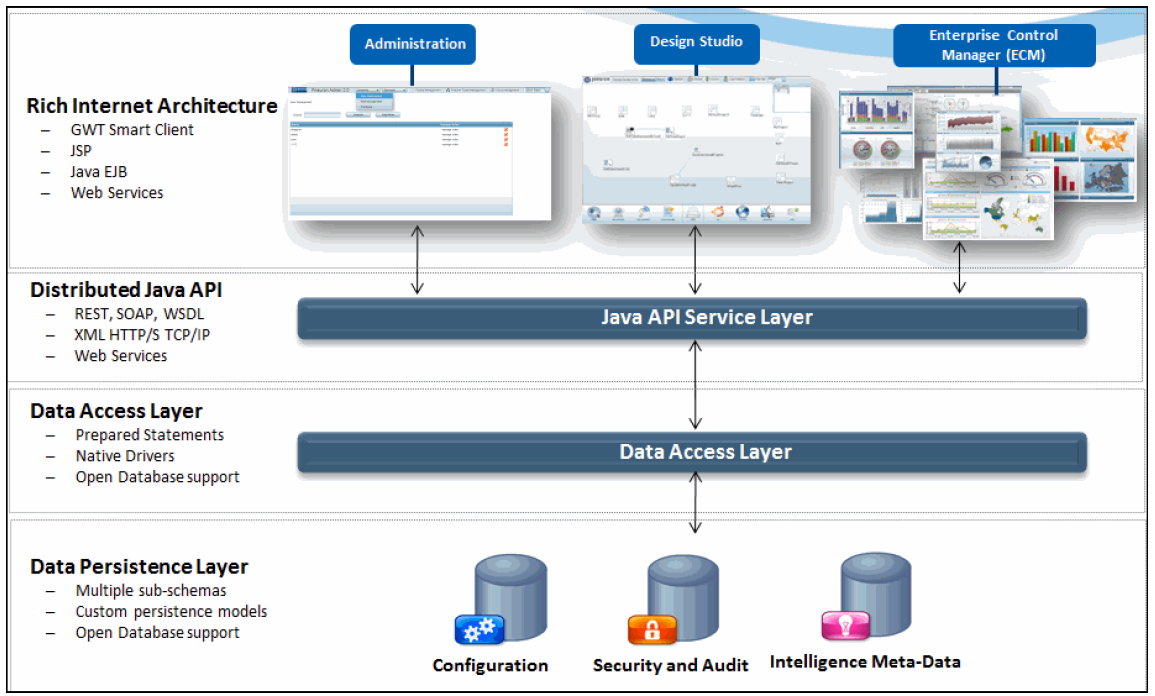 Administration
Design Studio
Enterprise Control
Manager (ECM)
Rich Internet Architecture
– GWT Smart Client
– JSP
– Java EJB
– Web Services
Distributed Java API
– REST, SOAP, WSDL
– XML HTTP/S TCP/IP
– Web Services
Java API Service Layer
Data Access Layer
– Prepared Statements
– Native Drivers
– Open Database support
Data Access Layer
Data Persistence Layer
– Multiple sub-schemas
– Custom persistence models
– Open Database support
Configuration
Security and Audit
Intelligence Meta-Data